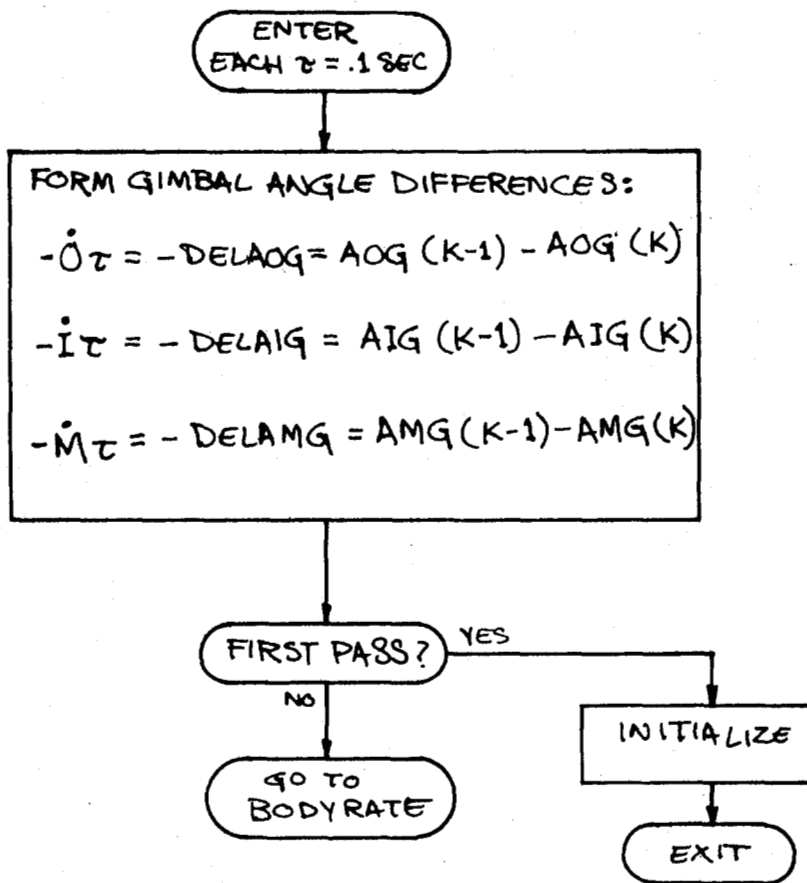 ENTER
EACH τ = .1 SEC
FORM GIMBAL ANGLE DIFFERENCES:
-Ȯτ = -DELAOG = AOG (K-1) - AOG (K)
-İτ = - DELAIG = AIG (K-1) - AIG (K)
-Ṁτ = - DELAMG = AMG (K-1) - AMG (K)
FIRST PASS?
YES
NO
INITIALIZE
GO TO
BODYRATE
EXIT